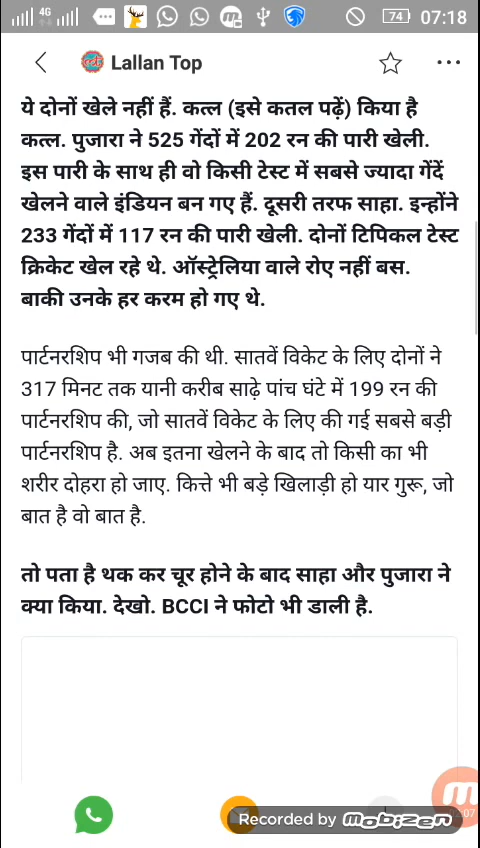 4G
74
07:18
Lallan Top
ये दोनों खेले नहीं हैं. कत्ल (इसे कतल पढ़ें) किया है
कत्ल. पुजारा ने 525 गेंदों में 202 रन की पारी खेली.
इस पारी के साथ ही वो किसी टेस्ट में सबसे ज्यादा गेंदें
खेलने वाले इंडियन बन गए हैं. दूसरी तरफ साहा. इन्होंने
233 गेंदों में 117 रन की पारी खेली. दोनों टिपिकल टेस्ट
क्रिकेट खेल रहे थे. ऑस्ट्रेलिया वाले रोए नहीं बस.
बाकी उनके हर करम हो गए थे.
पार्टनरशिप भी गजब की थी. सातवें विकेट के लिए दोनों ने
317 मिनट तक यानी करीब साढ़े पांच घंटे में 199 रन की
पार्टनरशिप की, जो सातवें विकेट के लिए की गई सबसे बड़ी
पार्टनरशिप है. अब इतना खेलने के बाद तो किसी का भी
शरीर दोहरा हो जाए. कित्ते भी बड़े खिलाड़ी हो यार गुरू, जो
बात है वो बात है.
तो पता है थक कर चूर होने के बाद साहा और पुजारा ने
क्या किया. देखो. BCCI ने फोटो भी डाली है.
Recorded by mobizen